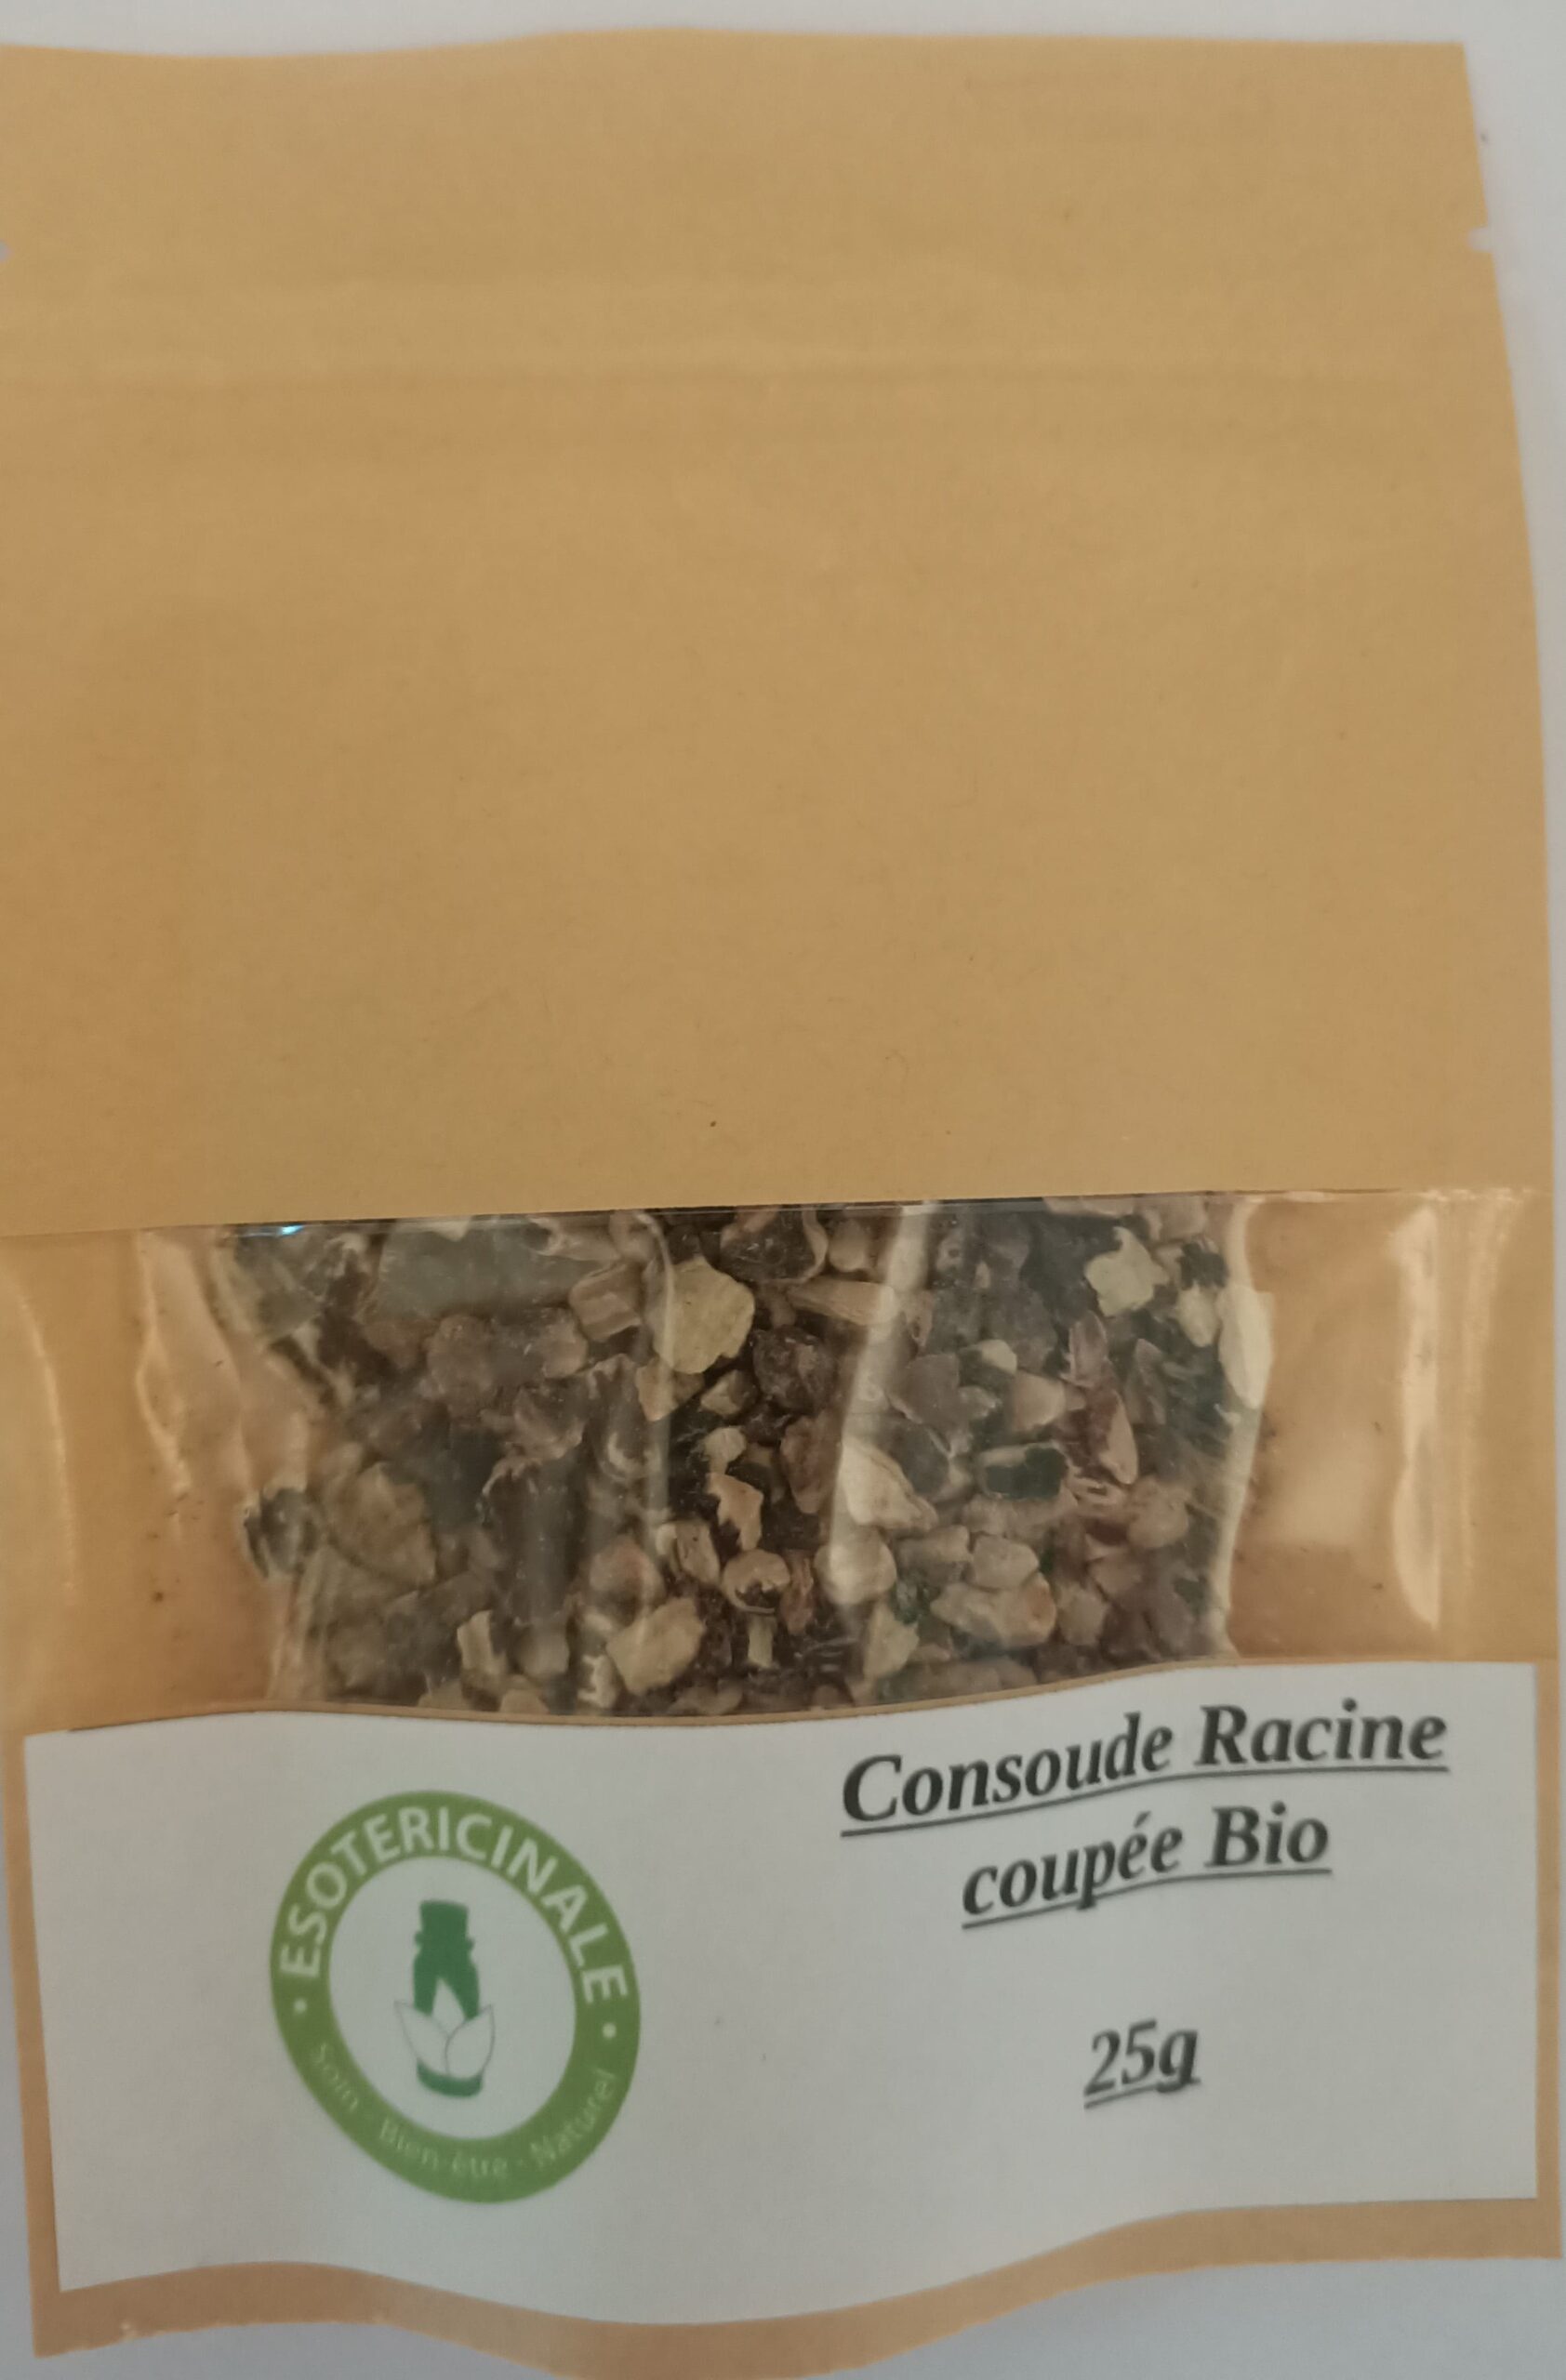 Consoude Racine
coupée Bio
25g
• ESOTERICINALE •
Soin - Bien-être - Naturel